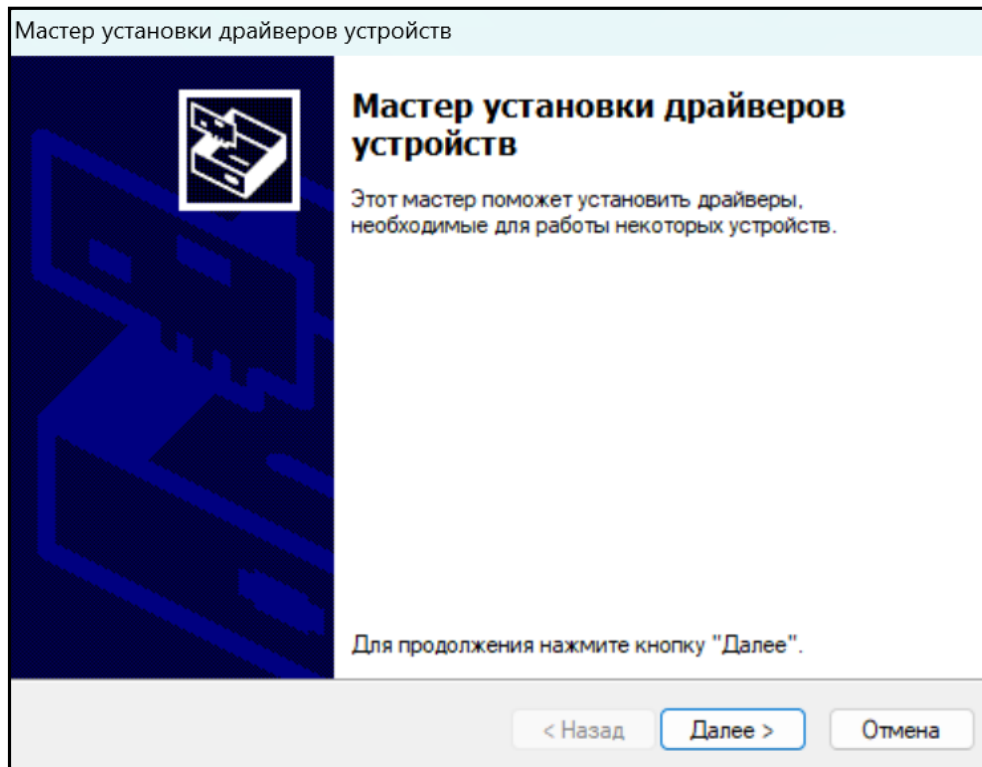 Мастер установки драйверов устройств
Мастер установки драйверов
устройств
Этот мастер поможет установить драйверы,
необходимые для работы некоторых устройств.
Для продолжения нажмите кнопку "Далее".
< Назад
Далее >
Отмена